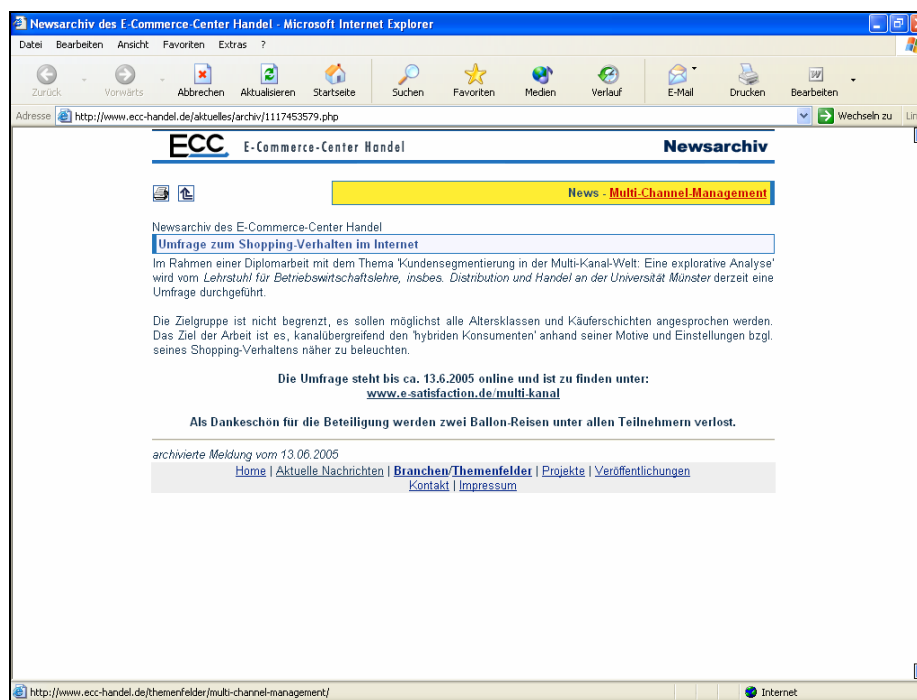 Newsarchiv des E-Commerce-Center Handel - Microsoft Internet Explorer
Datei Bearbeiten Ansicht Favoriten Extras ?
Zurück Vorwärts Abbrechen Aktualisieren Startseite Suchen Favoriten Medien Verlauf E-Mail Drucken Bearbeiten
Adresse http://www.ecc-handel.de/aktuelles/archiv/1117453579.php Wechseln zu
ECC E-Commerce-Center Handel Newsarchiv
News - Multi-Channel-Management
Newsarchiv des E-Commerce-Center Handel
Umfrage zum Shopping-Verhalten im Internet
Im Rahmen einer Diplomarbeit mit dem Thema 'Kundensegmentierung in der Multi-Kanal-Welt: Eine explorative Analyse'
wird vom Lehrstuhl für Betriebswirtschaftslehre, insbes. Distribution und Handel an der Universität Münster derzeit eine
Umfrage durchgeführt.
Die Zielgruppe ist nicht begrenzt, es sollen möglichst alle Altersklassen und Käuferschichten angesprochen werden.
Das Ziel der Arbeit ist es, kanalübergreifend den 'hybriden Konsumenten' anhand seiner Motive und Einstellungen bzgl.
seines Shopping-Verhaltens näher zu beleuchten.
Die Umfrage steht bis ca. 13.6.2005 online und ist zu finden unter:
www.e-satisfaction.de/multi-kanal
Als Dankeschön für die Beteiligung werden zwei Ballon-Reisen unter allen Teilnehmern verlost.
archivierte Meldung vom 13.06.2005
Home | Aktuelle Nachrichten | Branchen/Themenfelder | Projekte | Veröffentlichungen
Kontakt | Impressum
http://www.ecc-handel.de/themenfelder/multi-channel-management/ Internet